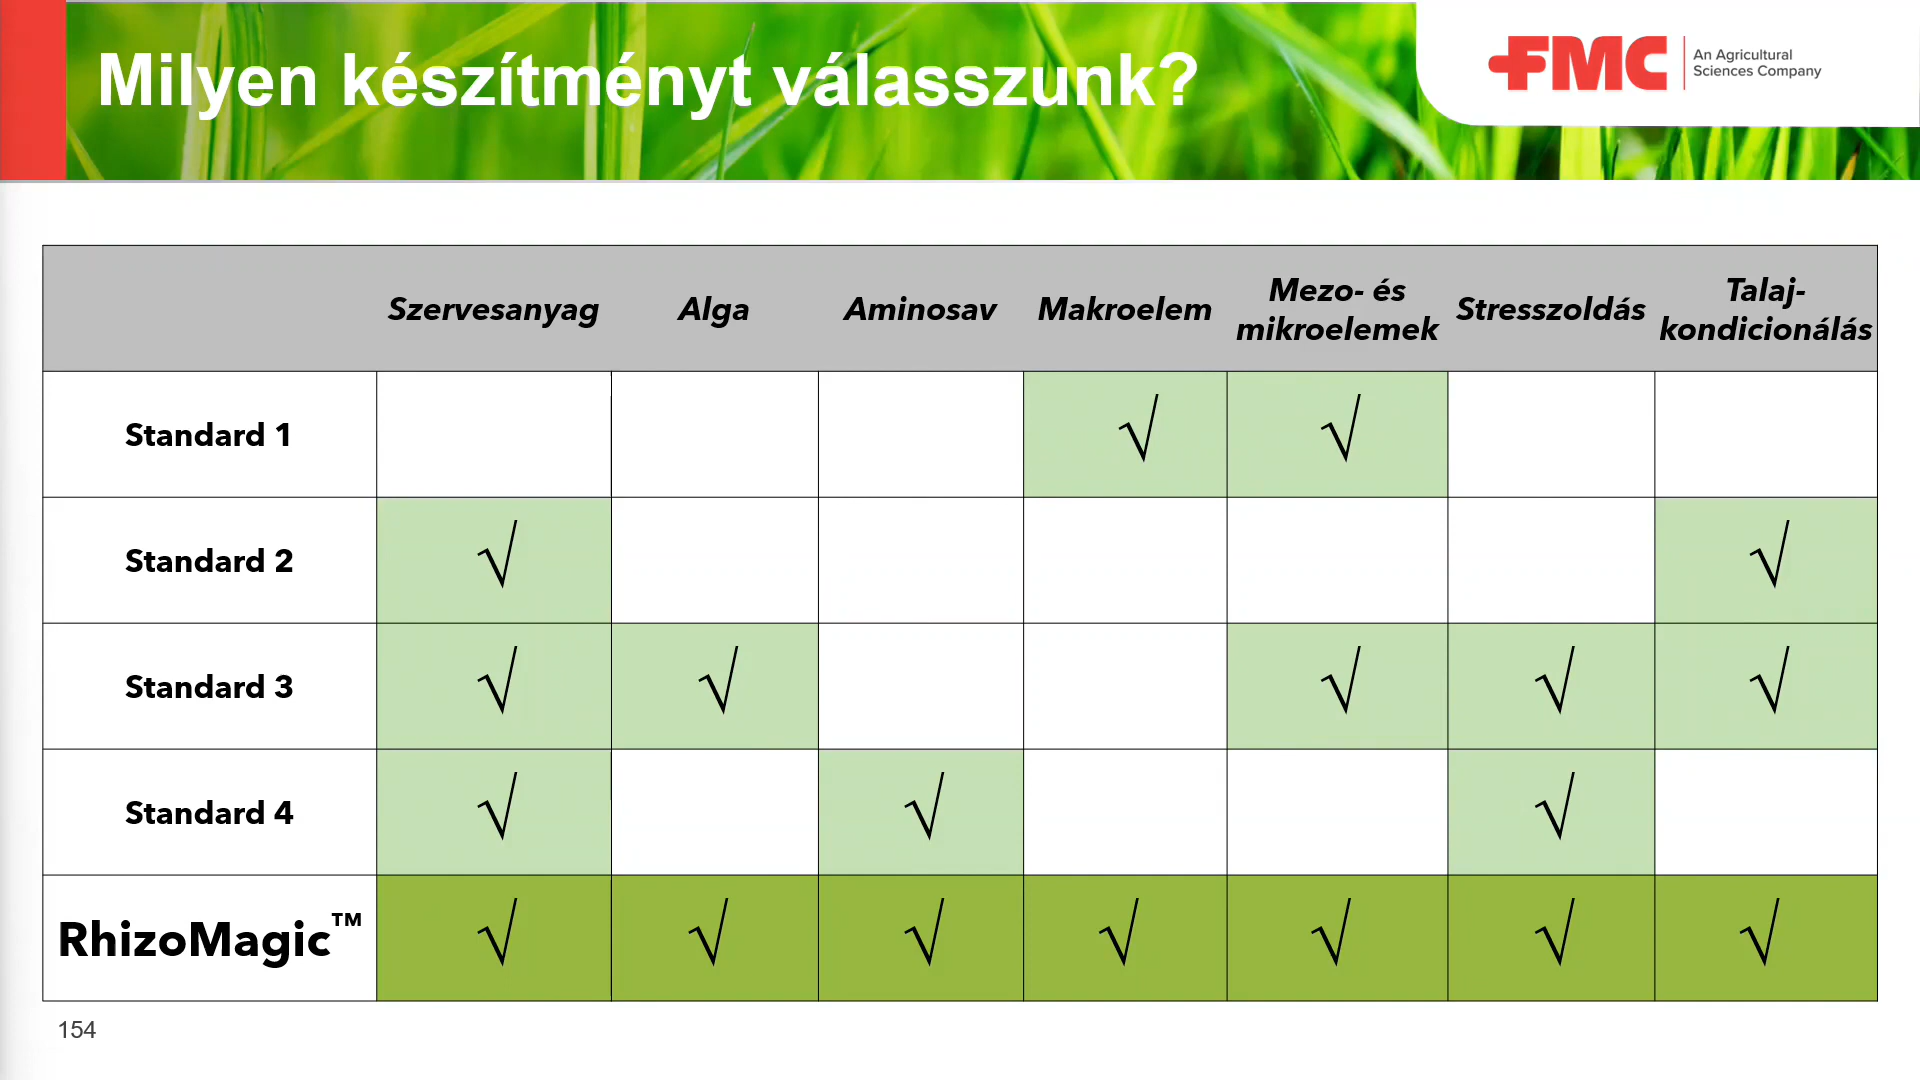 Milyen készítményt válasszunk?
FMC
An Agricultural
Sciences Company
Szervesanyag Alga Aminosav Makroelem Mezo- és mikroelemek Stresszoldás Talaj-kondicionálás
Standard 1 √ √
Standard 2 √ √
Standard 3 √ √ √ √ √
Standard 4 √ √ √
RhizoMagic™ √ √ √ √ √ √ √
154